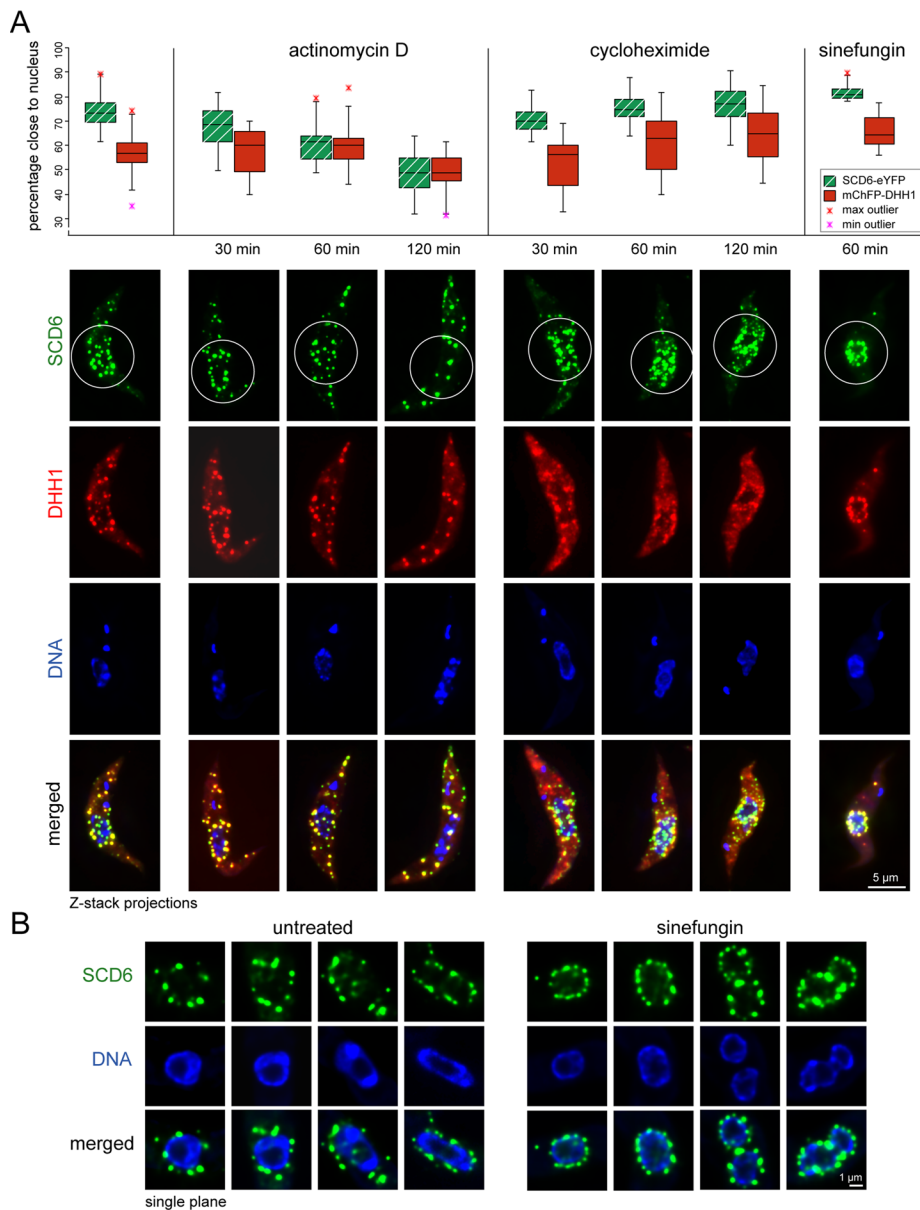 A
actinomycin D
cycloheximide
sinefungin
percentage close to nucleus
30 40 50 60 70 80 90 100
SCD6-eYFP
mChFP-DHH1
max outlier
min outlier
30 min 60 min 120 min 30 min 60 min 120 min 60 min
SCD6
DHH1
DNA
merged
5 µm
Z-stack projections
B
untreated
sinefungin
SCD6
DNA
merged
1 µm
single plane